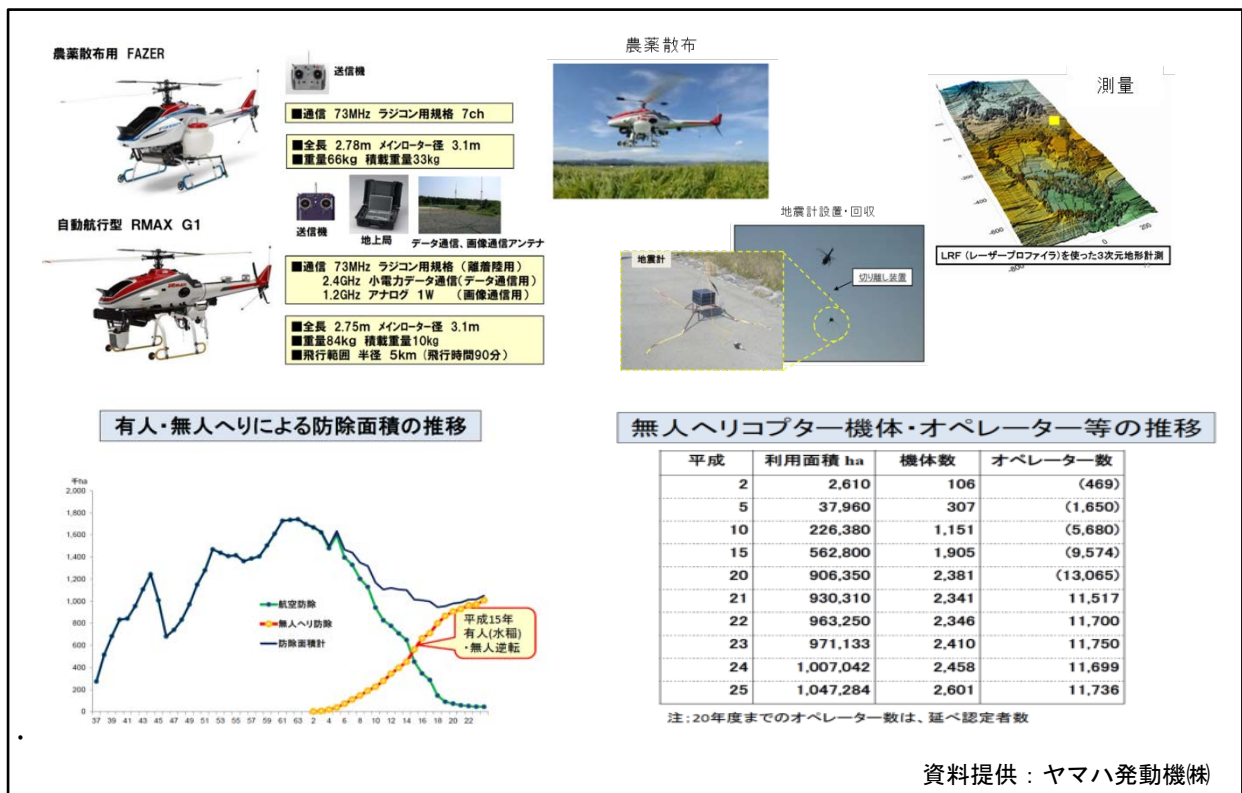 農薬散布用 FAZER
送信機
■通信 73MHz ラジコン用規格 7ch
■全長 2.78m メインローター径 3.1m
■重量66kg 積載重量33kg
自動航行型 RMAX G1
送信機
地上局
データ通信、画像通信アンテナ
■通信 73MHz ラジコン用規格 (離着陸用)
2.4GHz 小電力データ通信(データ通信用)
1.2GHz アナログ 1W (画像通信用)
■全長 2.75m メインローター径 3.1m
■重量84kg 積載重量10kg
■飛行範囲 半径 5km (飛行時間90分)
農薬散布
地震計設置・回収
地震計
切り離し装置
測量
0
-200
-400
-600
0
200
LRF (レーザープロファイラ)を使った3次元地形計測
有人・無人へりによる防除面積の推移
千ha
2,000
1,800
1,600
1,400
1,200
1,000
800
600
400
200
0
37 39 41 43 45 47 49 51 53 55 57 59 61 63 2 4 6 8 10 12 14 16 18 20 22
航空防除
無人ヘリ防除
防除面積計
平成15年
有人(水稲)
・無人逆転
無人ヘリコプター機体・オペレーター等の推移
平成 利用面積 ha 機体数 オペレーター数
2 2,610 106 (469)
5 37,960 307 (1,650)
10 226,380 1,151 (5,680)
15 562,800 1,905 (9,574)
20 906,350 2,381 (13,065)
21 930,310 2,341 11,517
22 963,250 2,346 11,700
23 971,133 2,410 11,750
24 1,007,042 2,458 11,699
25 1,047,284 2,601 11,736
注:20年度までのオペレーター数は、延べ認定者数
資料提供：ヤマハ発動機㈱